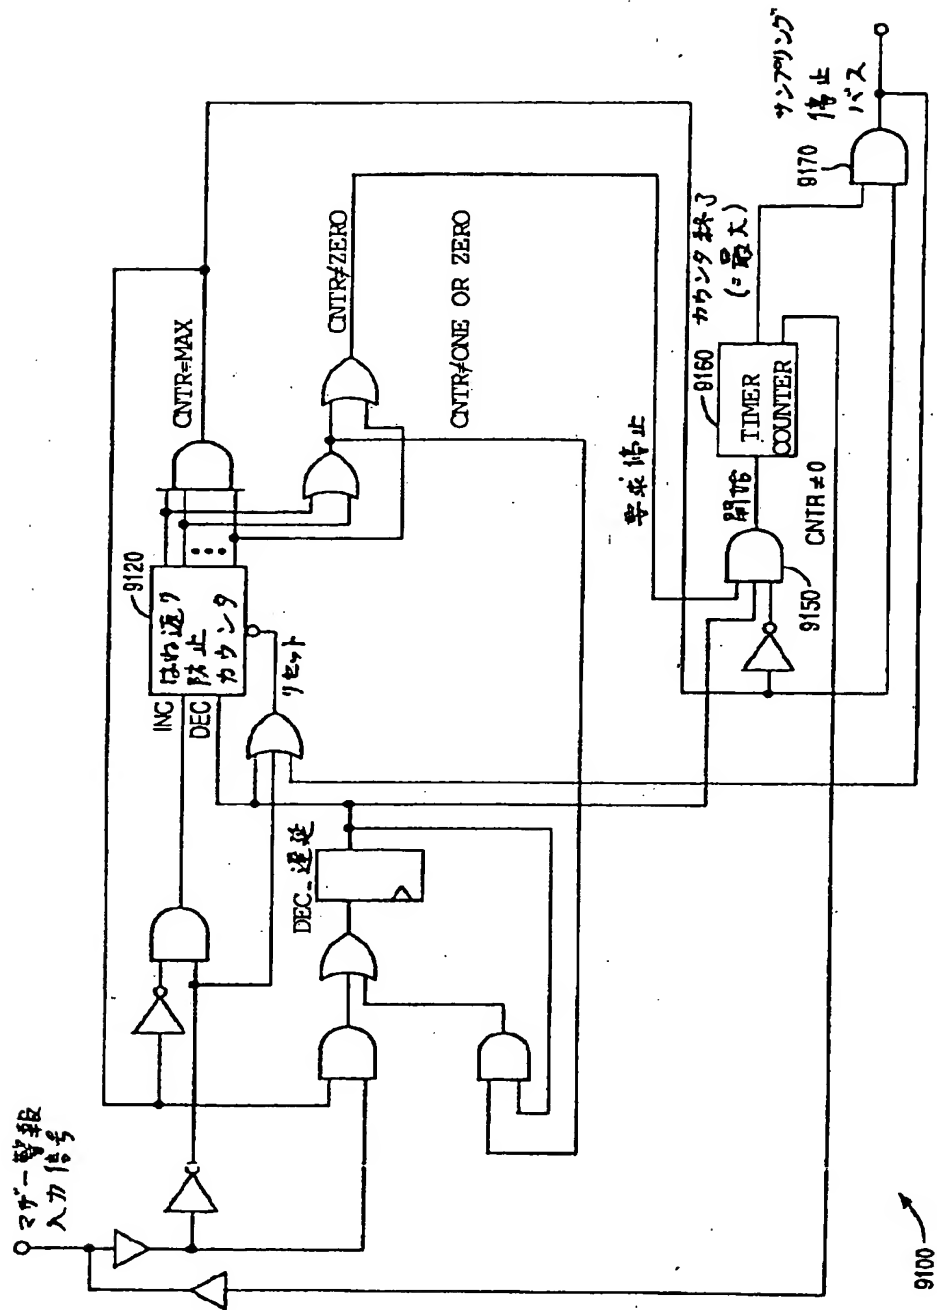 マザー警報
入力信号
INC
DEC
はね返り
防止
カウンタ
9120
CNTR=MAX
CNTR≠ZERO
CNTR≠ONE OR ZERO
リセット
DEC_遅延
要求停止
開始
9150
TIMER
COUNTER
9160
CNTR≠0
カウンタ終了
(=最大)
9170
サンプリング
停止
バス
9100